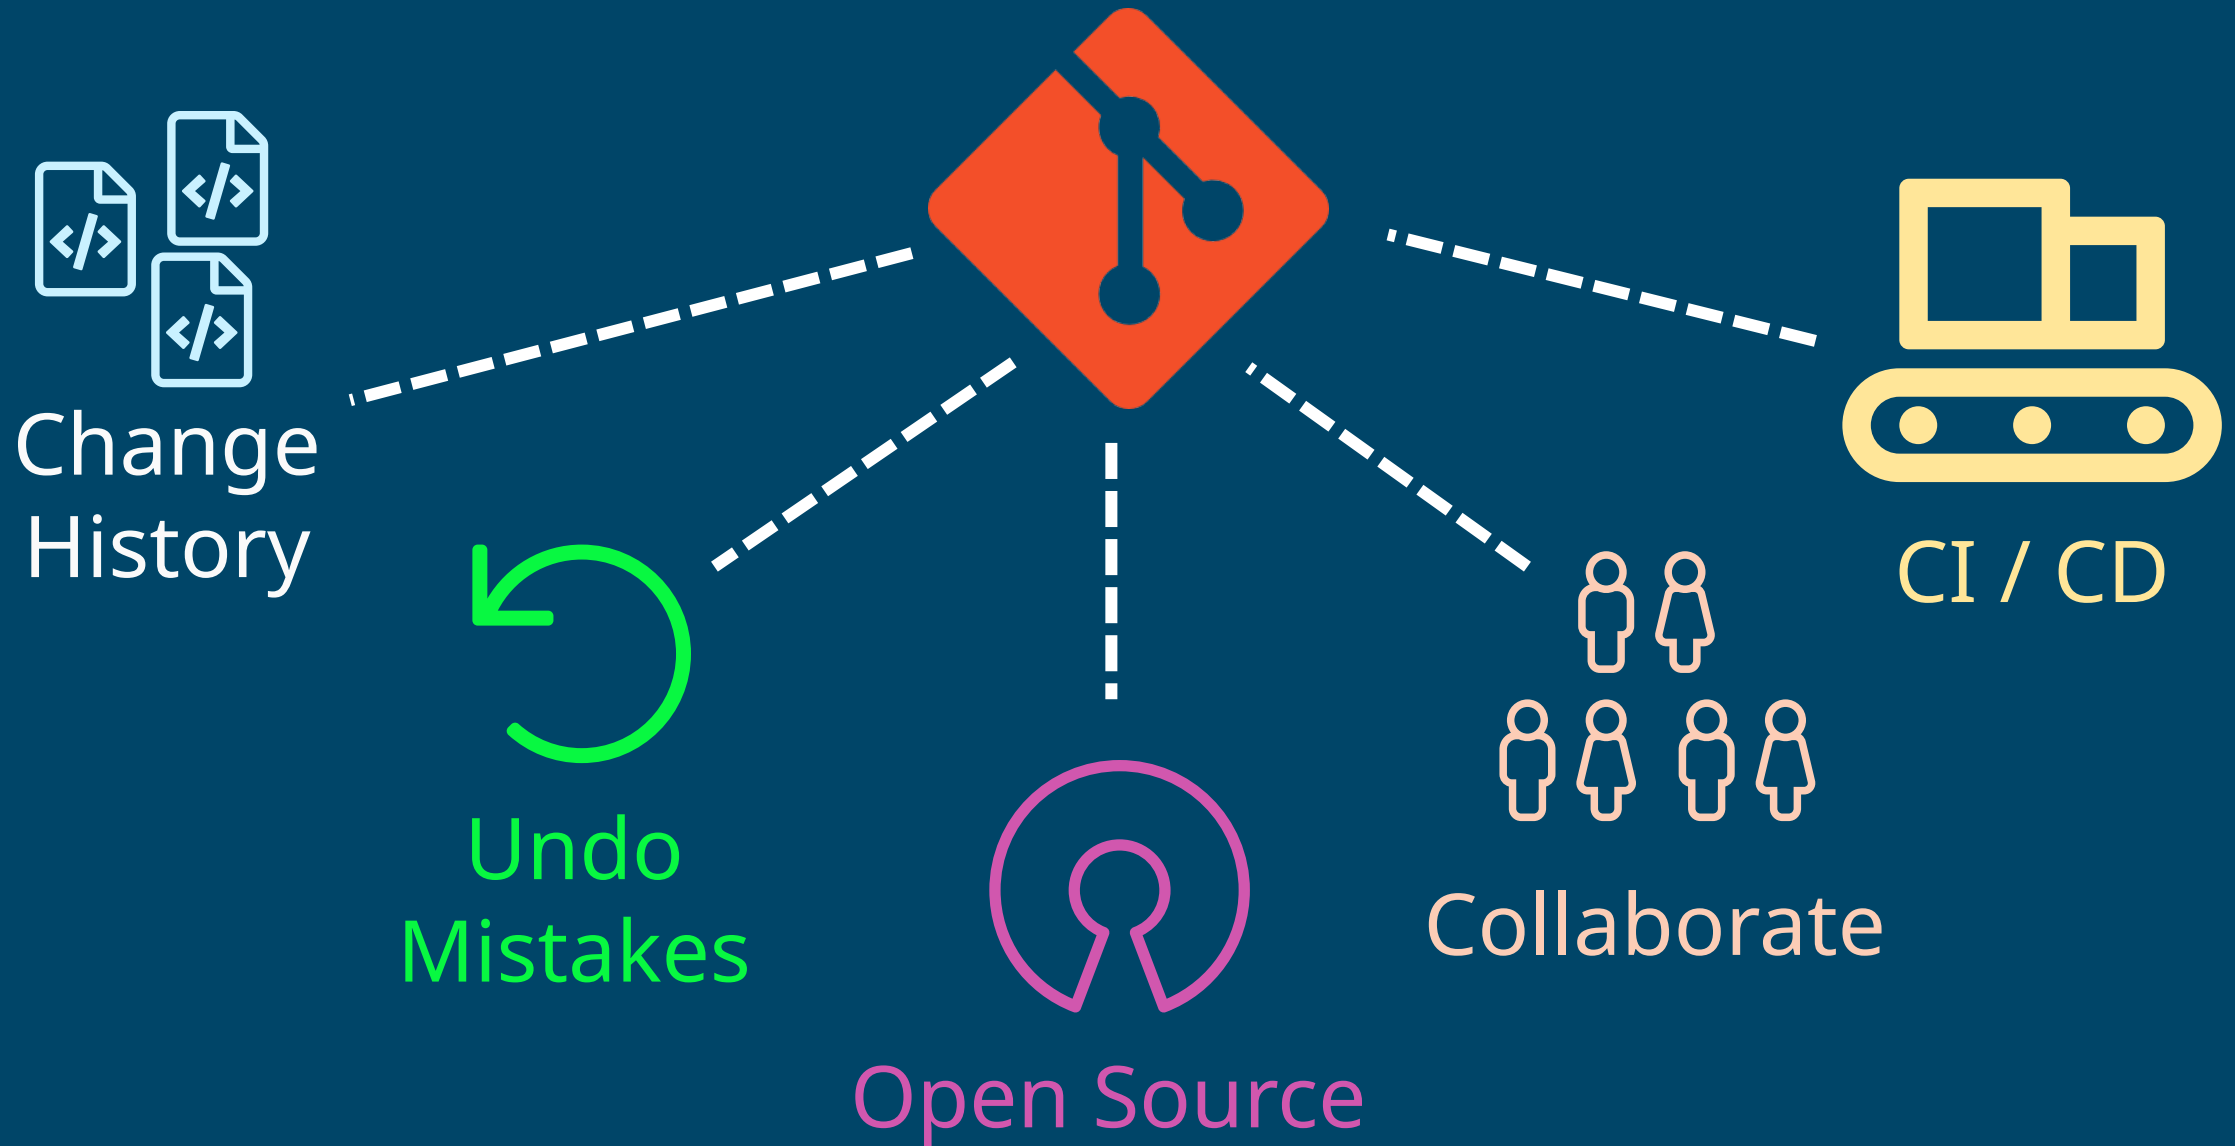 Change
History
Undo
Mistakes
Open Source
Collaborate
CI / CD